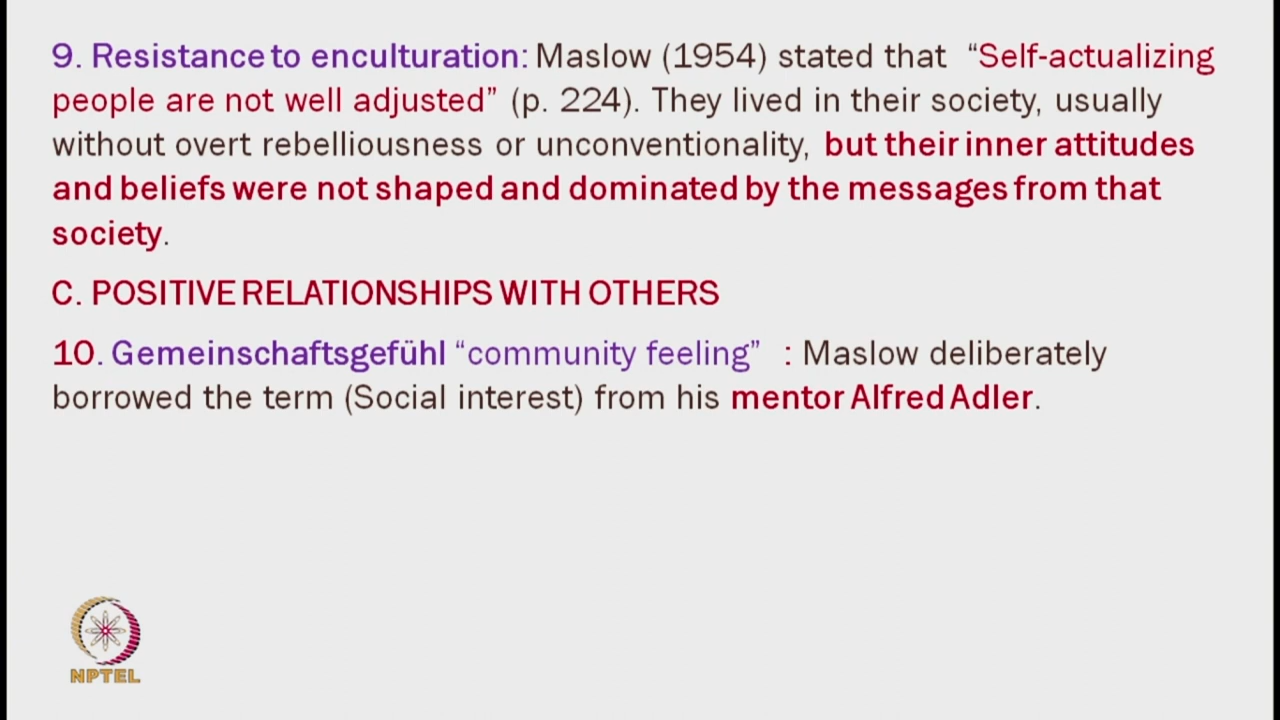 9. Resistance to enculturation: Maslow (1954) stated that “Self-actualizing
people are not well adjusted” (p. 224). They lived in their society, usually
without overt rebelliousness or unconventionality, but their inner attitudes
and beliefs were not shaped and dominated by the messages from that
society.
C. POSITIVE RELATIONSHIPS WITH OTHERS
10. Gemeinschaftsgefühl “community feeling” : Maslow deliberately
borrowed the term (Social interest) from his mentor Alfred Adler.
NPTEL